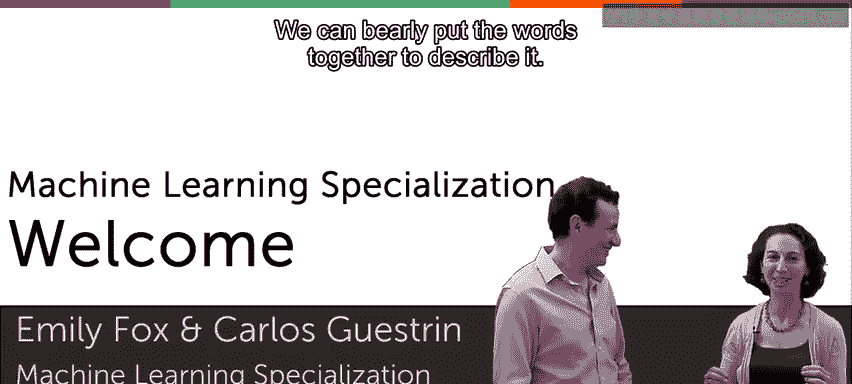 We can bearly put the words
together to describe it.
Machine Learning Specialization
Welcome
Emily Fox & Carlos Guestrin
Machine Learning Specialization